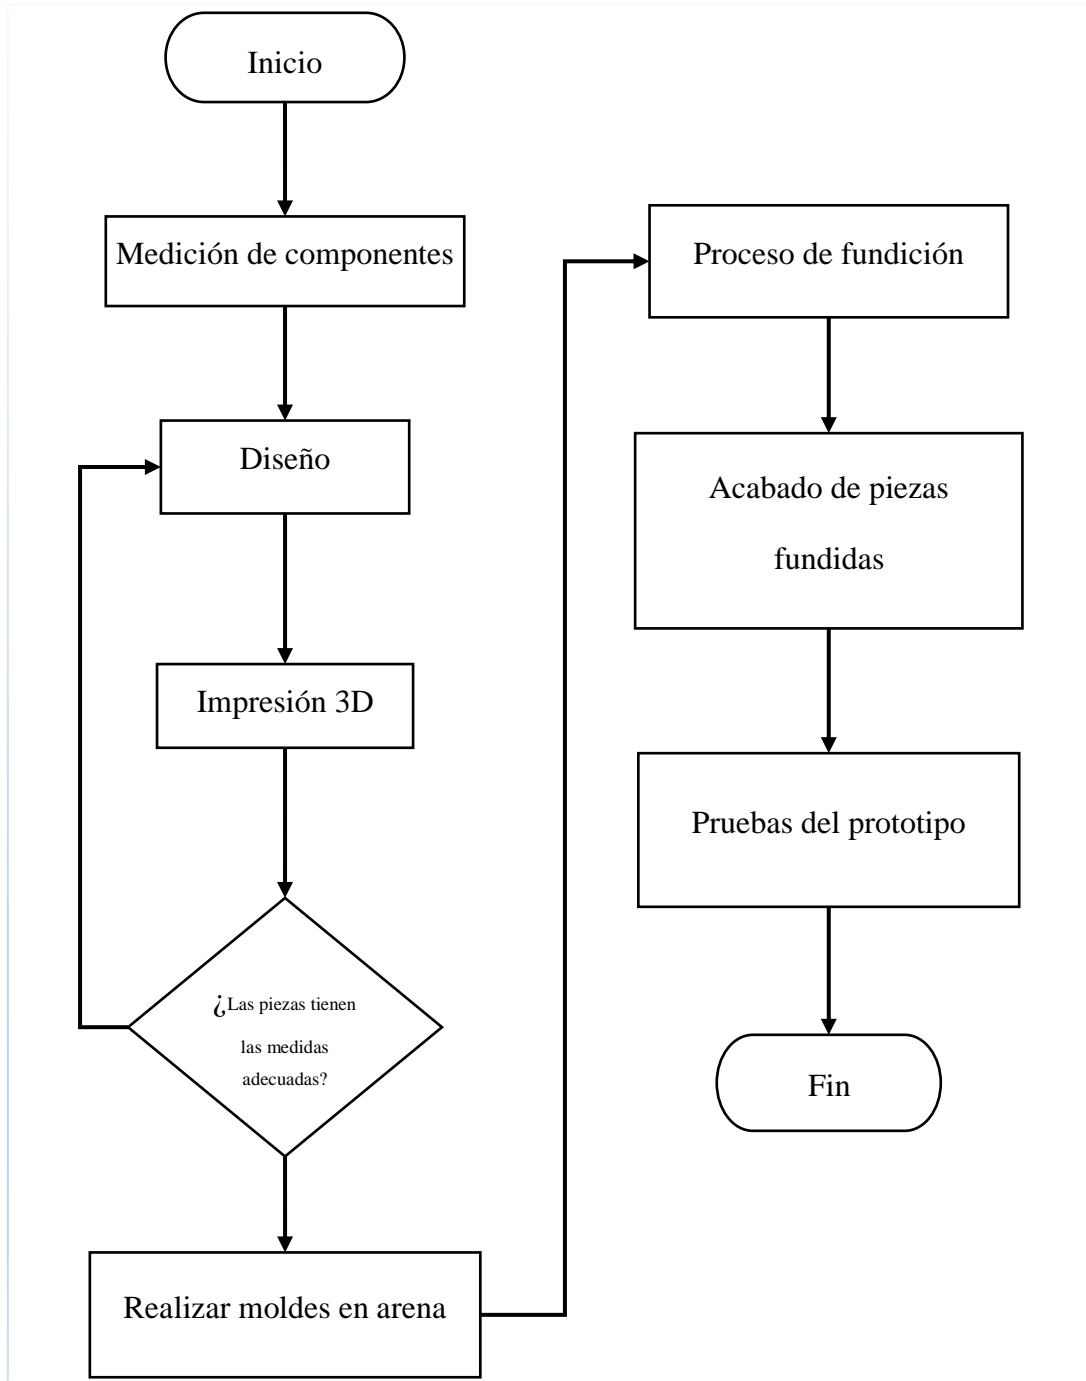 Inicio
Medición de componentes
Diseño
Impresión 3D
¿Las piezas tienen
las medidas
adecuadas?
Realizar moldes en arena
Proceso de fundición
Acabado de piezas
fundidas
Pruebas del prototipo
Fin